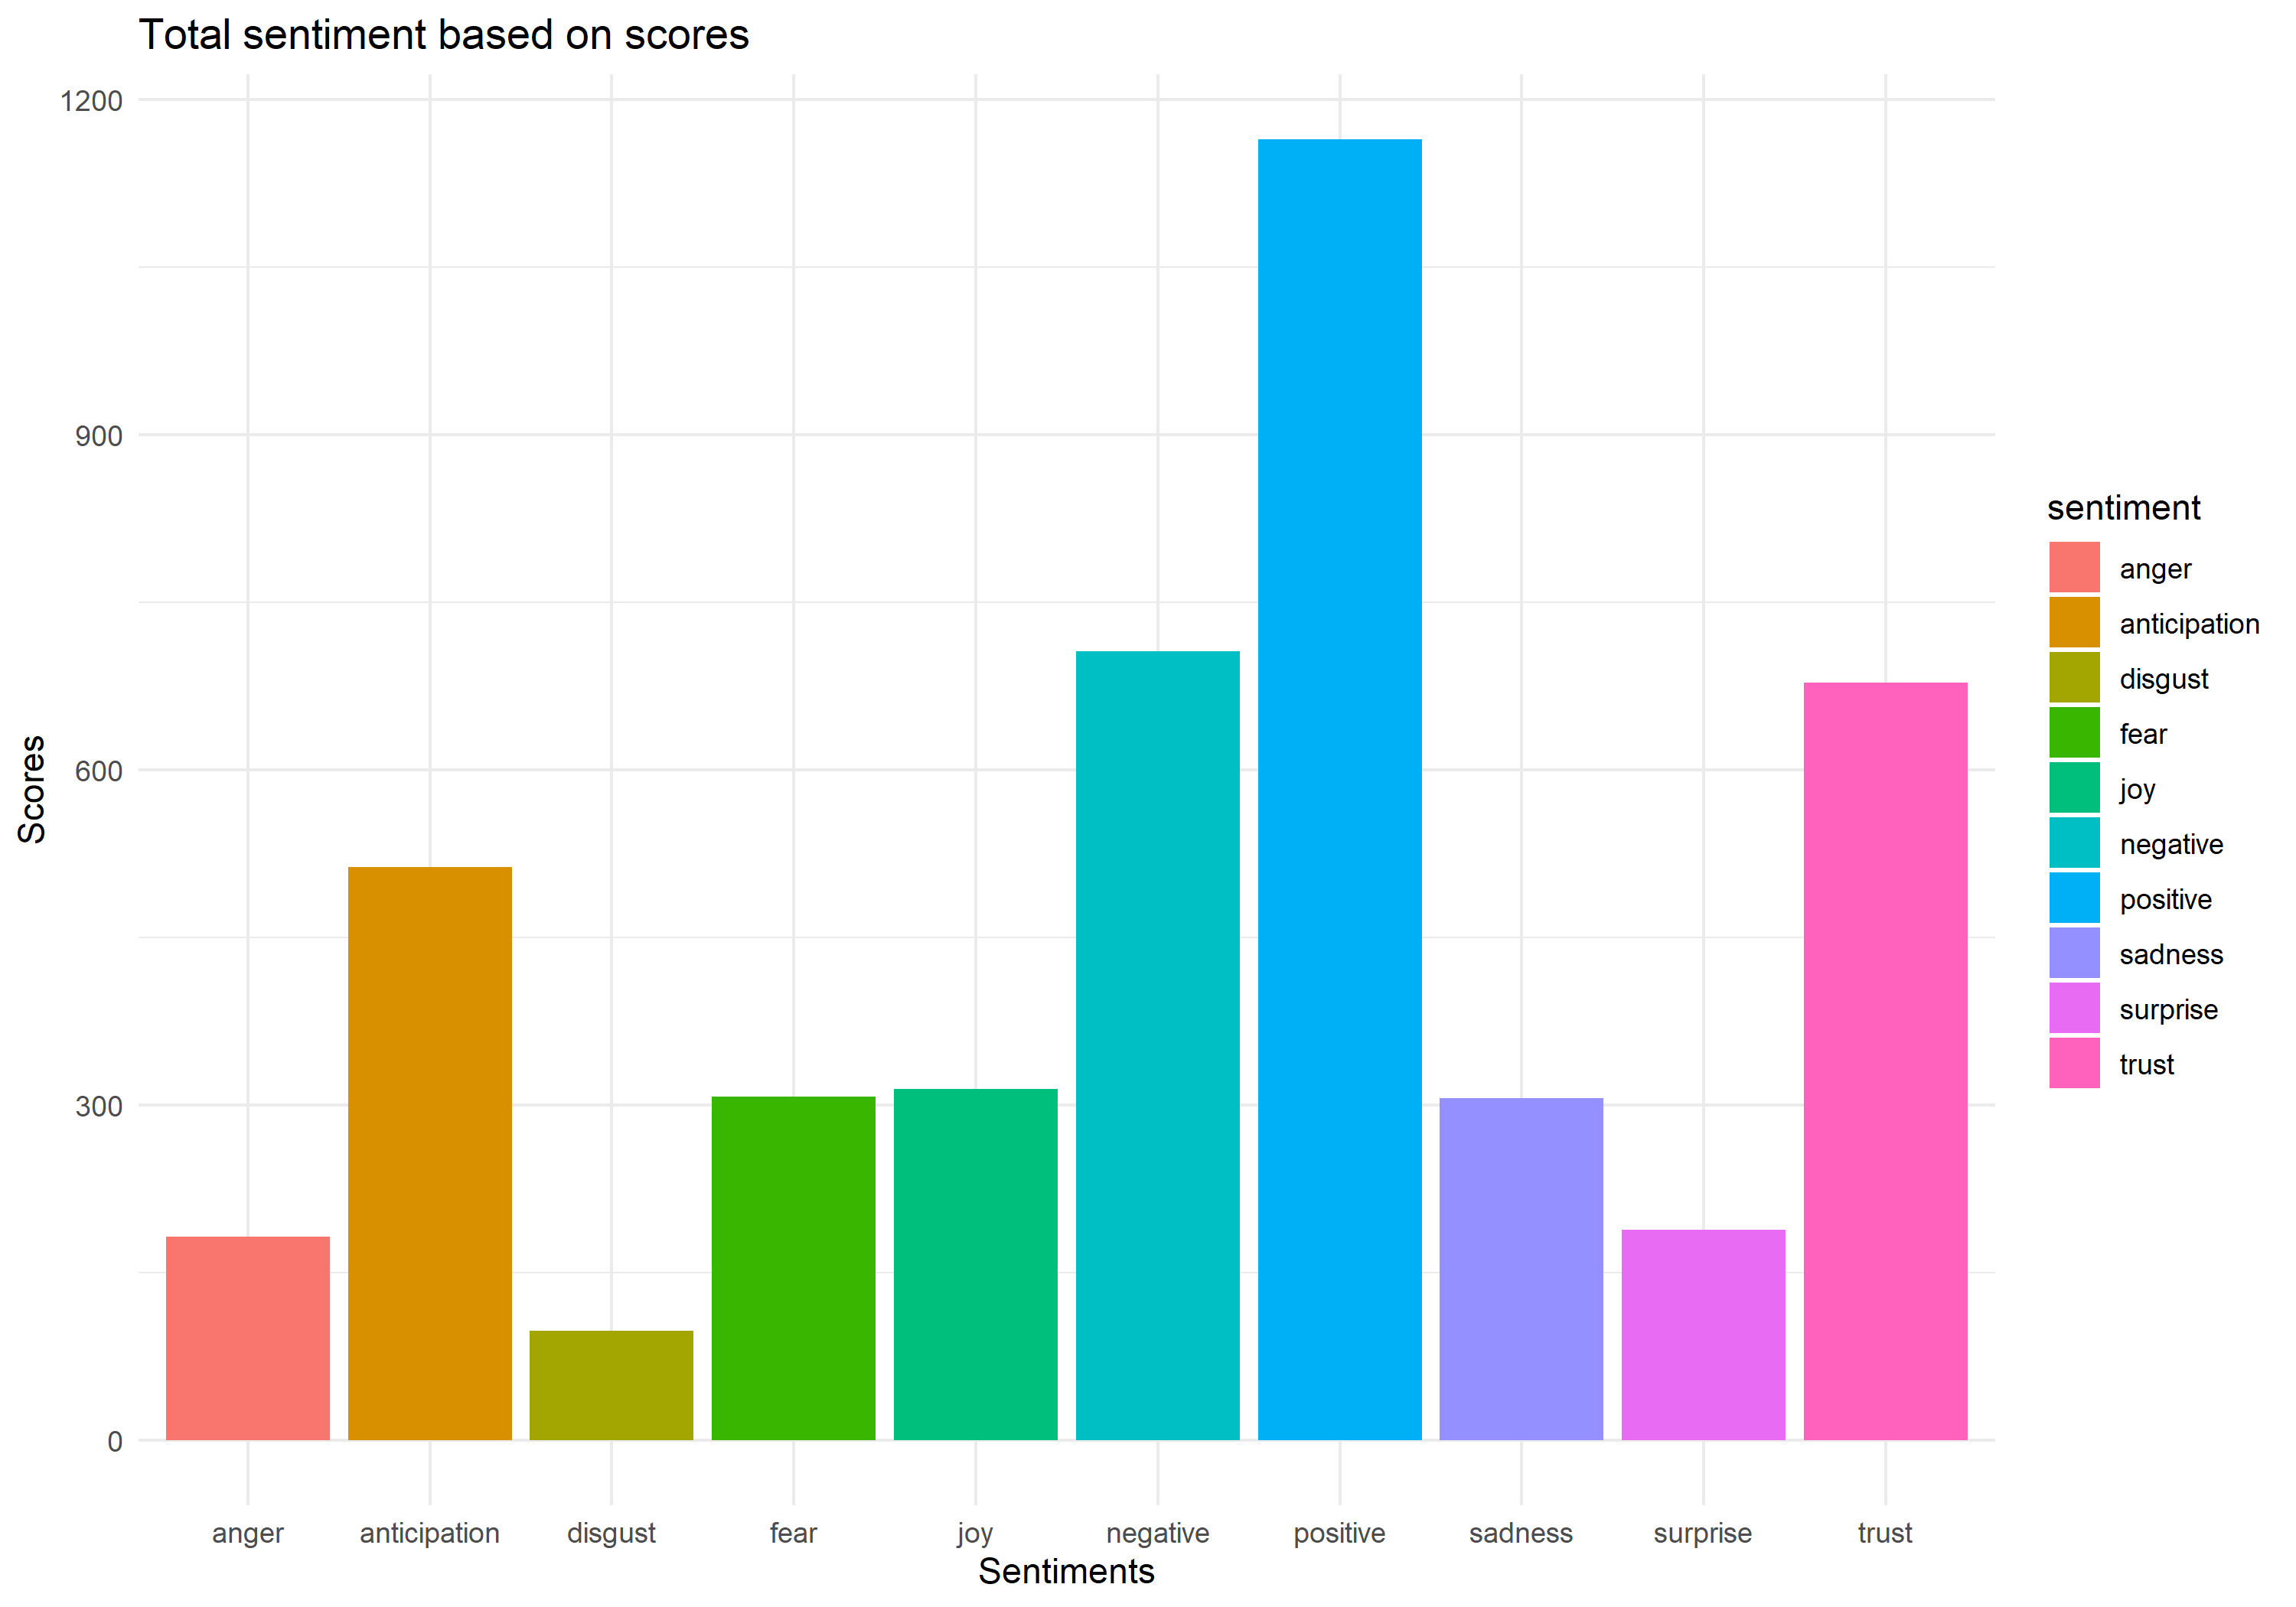 Total sentiment based on scores
1200
900
600
300
0
Scores
anger anticipation disgust fear joy negative positive sadness surprise trust
Sentiments
sentiment
anger
anticipation
disgust
fear
joy
negative
positive
sadness
surprise
trust